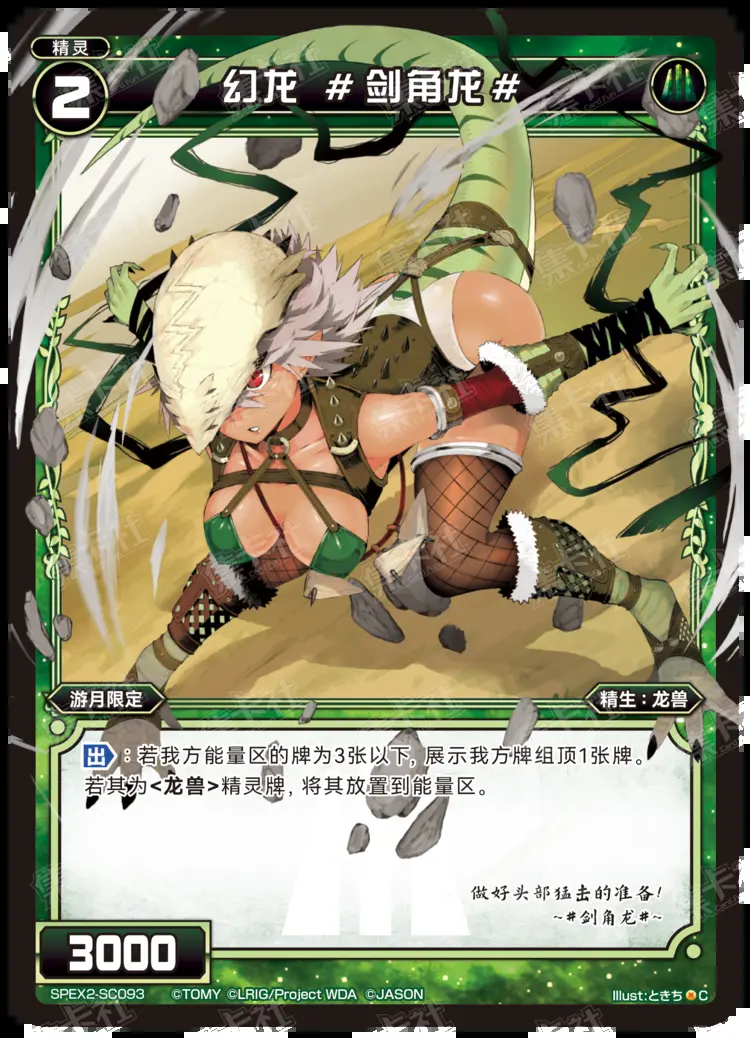 精灵
2
幻龙 #剑角龙#
游月限定
精生：龙兽
出：若我方能量区的牌为3张以下，展示我方牌组顶1张牌。
若其为<龙兽>精灵牌，将其放置到能量区。
做好头部猛击的准备！
~#剑角龙#~
3000
SPEX2-SC093 ©TOMY ©LRIG/Project WDA ©JASON
Illust:ときち C
集卡社